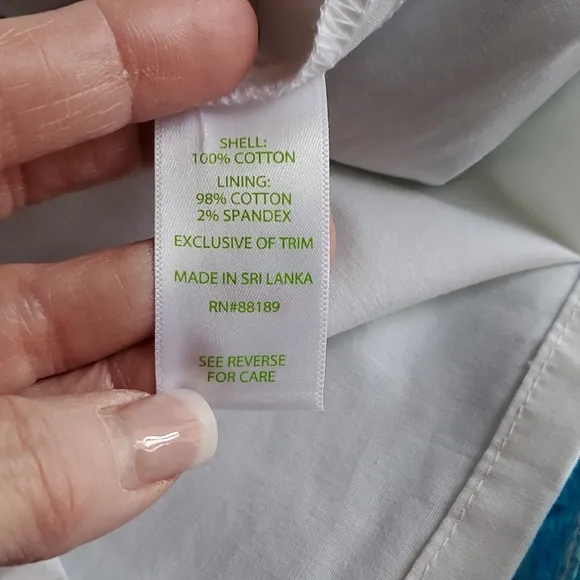 SHELL:
100% COTTON
LINING:
98% COTTON
2% SPANDEX
EXCLUSIVE OF TRIM
MADE IN SRI LANKA
RN#88189
SEE REVERSE
FOR CARE